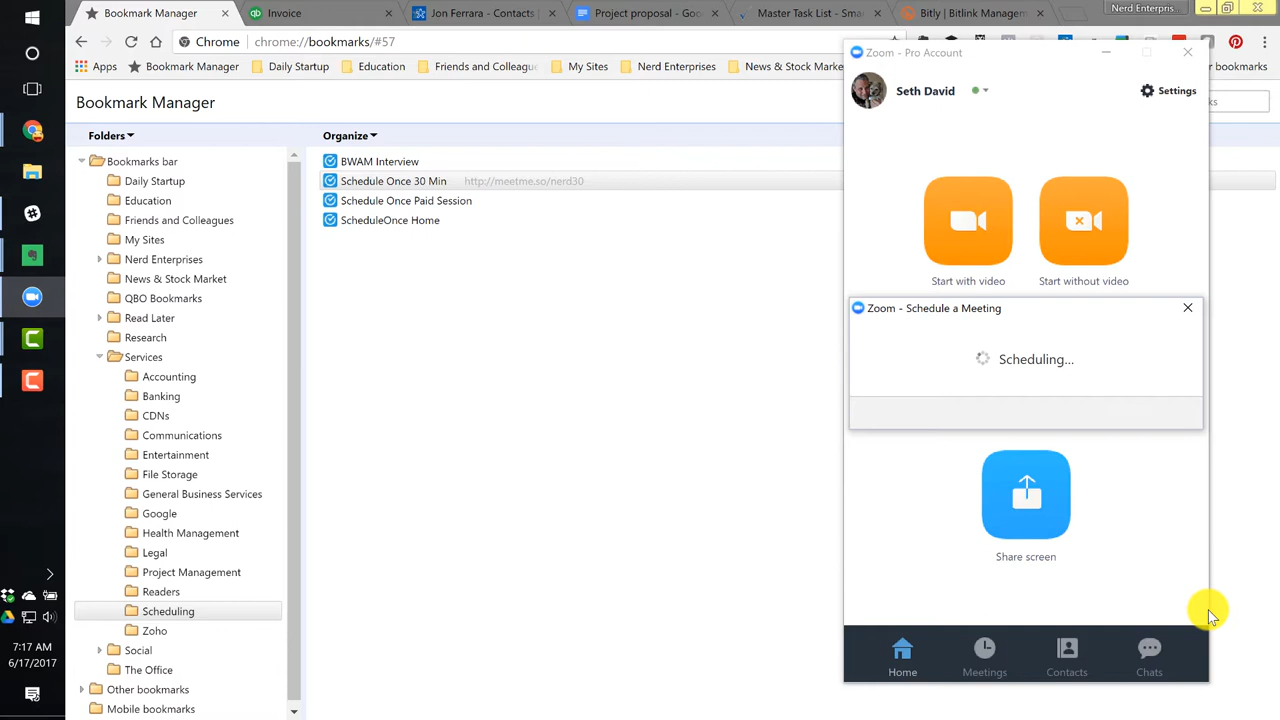 Bookmark Manager
Invoice
Jon Ferrara - Contacts |
Project proposal - Goo
Master Task List - Sma
Bitly | Bitlink Managem
Nerd Enterpris...
Chrome
chrome://bookmarks/#57
Apps
Bookmark Manager
Daily Startup
Education
Friends and Colleague
My Sites
Nerd Enterprises
News & Stock Marke
bookmarks
Bookmark Manager
ks
Folders
Organize
Bookmarks bar
Daily Startup
Education
Friends and Colleagues
My Sites
Nerd Enterprises
News & Stock Market
QBO Bookmarks
Read Later
Research
Services
Accounting
Banking
CDNs
Communications
Entertainment
File Storage
General Business Services
Google
Health Management
Legal
Project Management
Readers
Scheduling
Zoho
Social
The Office
Other bookmarks
Mobile bookmarks
BWAM Interview
Schedule Once 30 Min http://meetme.so/nerd30
Schedule Once Paid Session
ScheduleOnce Home
Zoom - Pro Account
Seth David
Settings
Start with video
Start without video
Zoom - Schedule a Meeting
Scheduling...
Share screen
Home
Meetings
Contacts
Chats
7:17 AM
6/17/2017